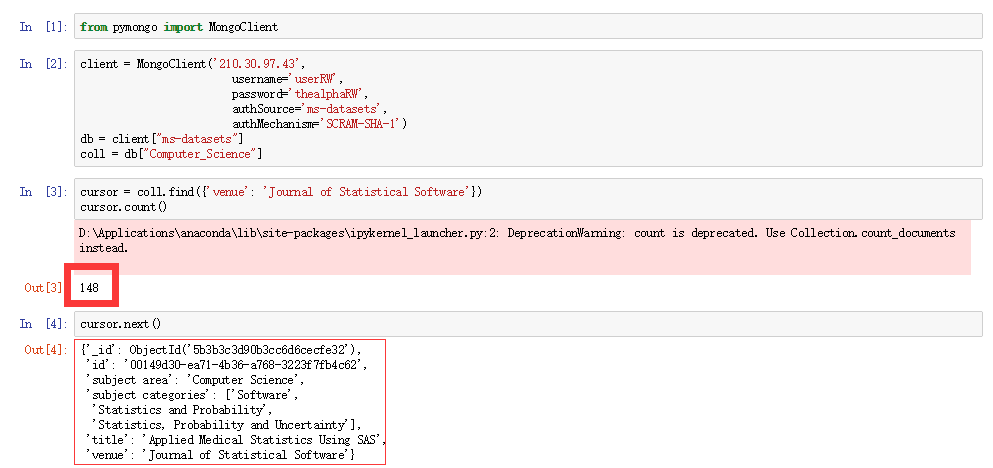 In [1]: from pymongo import MongoClient
In [2]: client = MongoClient('210.30.97.43',
username='userRW',
password='thealphaRW',
authSource='ms-datasets',
authMechanism='SCRAM-SHA-1')
db = client["ms-datasets"]
coll = db["Computer_Science"]
In [3]: cursor = coll.find({'venue': 'Journal of Statistical Software'})
cursor.count()
D:\Applications\anaconda\lib\site-packages\ipykernel_launcher.py:2: DeprecationWarning: count is deprecated. Use Collection.count_documents
instead.
Out[3] 148
In [4]: cursor.next()
Out[4]: {'_id': ObjectId('5b3b3c3d90b3cc6d6cecfe32'),
'id': '00149d30-ea71-4b36-a768-3223f7fb4c62',
'subject area': 'Computer Science',
'subject categories': ['Software',
'Statistics and Probability',
'Statistics, Probability and Uncertainty'],
'title': 'Applied Medical Statistics Using SAS',
'venue': 'Journal of Statistical Software'}